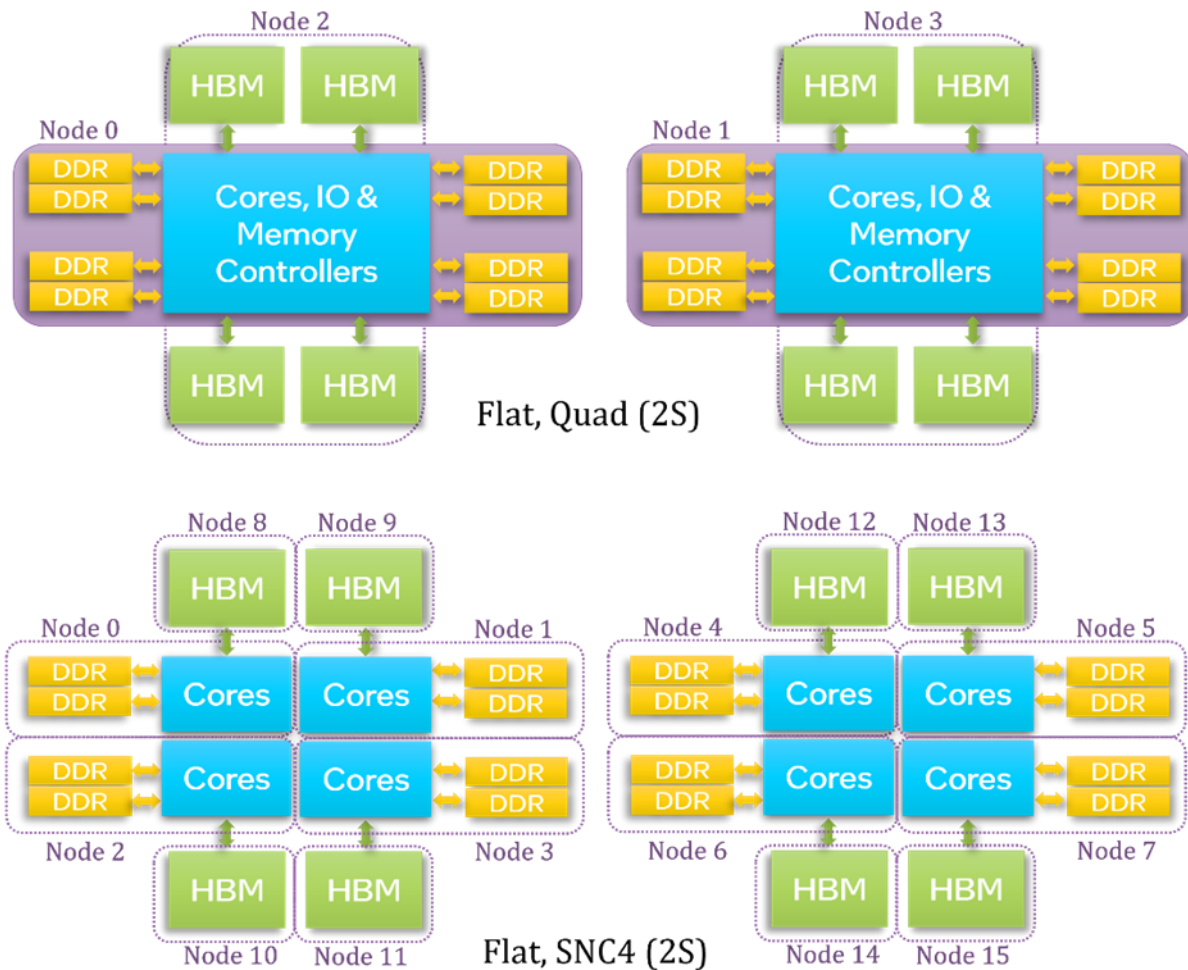 Node 2
Node 3
HBM HBM
HBM HBM
Node 0
Node 1
DDR
DDR
DDR
DDR
Cores, IO &
Memory
Controllers
DDR
DDR
DDR
DDR
DDR
DDR
DDR
DDR
Cores, IO &
Memory
Controllers
DDR
DDR
DDR
DDR
HBM HBM
HBM HBM
Flat, Quad (2S)
Node 8 Node 9
Node 12 Node 13
HBM HBM
HBM HBM
Node 0 Node 1
Node 4 Node 5
DDR
DDR
Cores Cores
DDR
DDR
DDR
DDR
Cores Cores
DDR
DDR
DDR
DDR
Cores Cores
DDR
DDR
DDR
DDR
Cores Cores
DDR
DDR
Node 2 Node 3
Node 6 Node 7
HBM HBM
HBM HBM
Node 10 Node 11
Node 14 Node 15
Flat, SNC4 (2S)